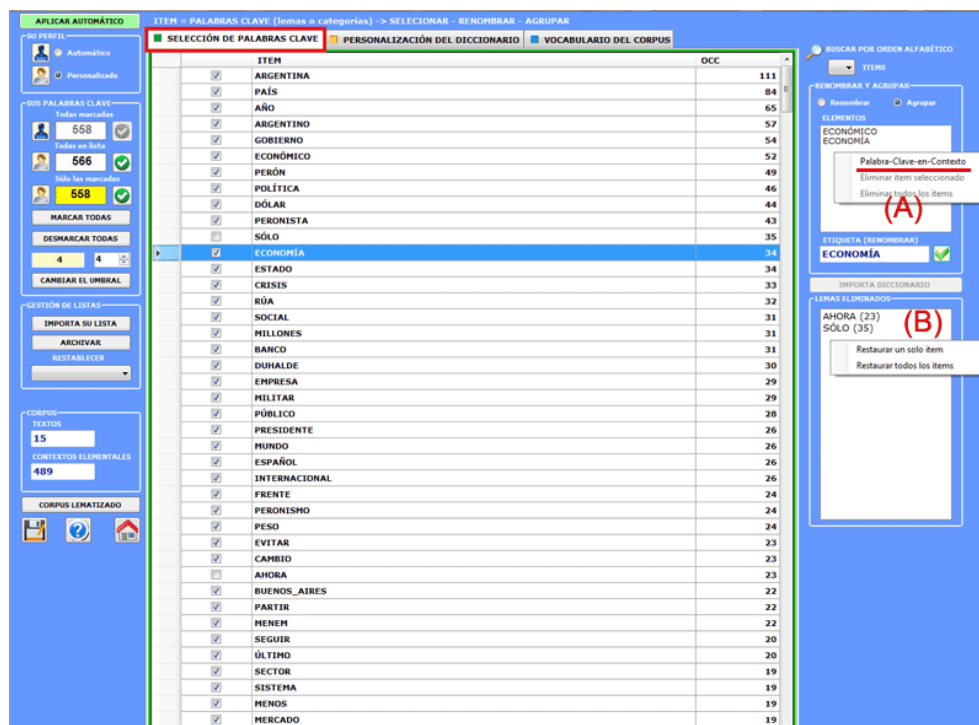 APLICAR AUTOMÁTICO
ITEM = PALABRAS CLAVE (lemas o categorías) -> SELECIONAR - RENOMBRAR - AGRUPAR
SU PERFIL
Automático
Personalizado
SUS PALABRAS CLAVE
Todas marcadas
558
Todas en lista
566
Sólo las marcadas
558
MARCAR TODAS
DESMARCAR TODAS
4 4
CAMBIAR EL UMBRAL
GESTIÓN DE LISTAS
IMPORTA SU LISTA
ARCHIVAR
RESTABLECER
CORPUS
TEXTOS
15
CONTEXTOS ELEMENTALES
489
CORPUS LEMATIZADO
SELECCIÓN DE PALABRAS CLAVE PERSONALIZACIÓN DEL DICCIONARIO VOCABULARIO DEL CORPUS
ITEM OCC
ARGENTINA 111
PAÍS 84
AÑO 65
ARGENTINO 57
GOBIERNO 54
ECONÓMICO 52
PERÓN 49
POLÍTICA 46
DÓLAR 44
PERONISTA 43
SÓLO 35
ECONOMÍA 34
ESTADO 34
CRISIS 33
RÚA 32
SOCIAL 31
MILLONES 31
BANCO 31
DUHALDE 30
EMPRESA 29
MILITAR 29
PÚBLICO 28
PRESIDENTE 26
MUNDO 26
ESPAÑOL 26
INTERNACIONAL 26
FRENTE 24
PERONISMO 24
PESO 24
EVITAR 23
CAMBIO 23
AHORA 23
BUENOS_AIRES 22
PARTIR 22
MENEM 22
SEGUIR 20
ÚLTIMO 20
SECTOR 19
SISTEMA 19
MENOS 19
MERCADO 19
BUSCAR POR ORDEN ALFABÉTICO
ITEMS
RENOMBRAR Y AGRUPAR
Renombrar Agrupar
ELEMENTOS
ECONÓMICO
ECONOMÍA
Palabra-Clave-en-Contexto
Eliminar item seleccionado
Eliminar todos los items
(A)
ETIQUETA (RENOMBRAR)
ECONOMÍA
IMPORTA DICCIONARIO
LEMAS ELIMINADOS
AHORA (23)
SÓLO (35)
(B)
Restaurar un solo item
Restaurar todos los items